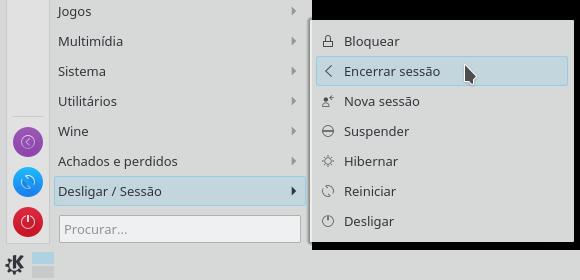 Jogos
Multimídia
Sistema
Utilitários
Wine
Achados e perdidos
Desligar / Sessão
Procurar...
Bloquear
Encerrar sessão
Nova sessão
Suspender
Hibernar
Reiniciar
Desligar